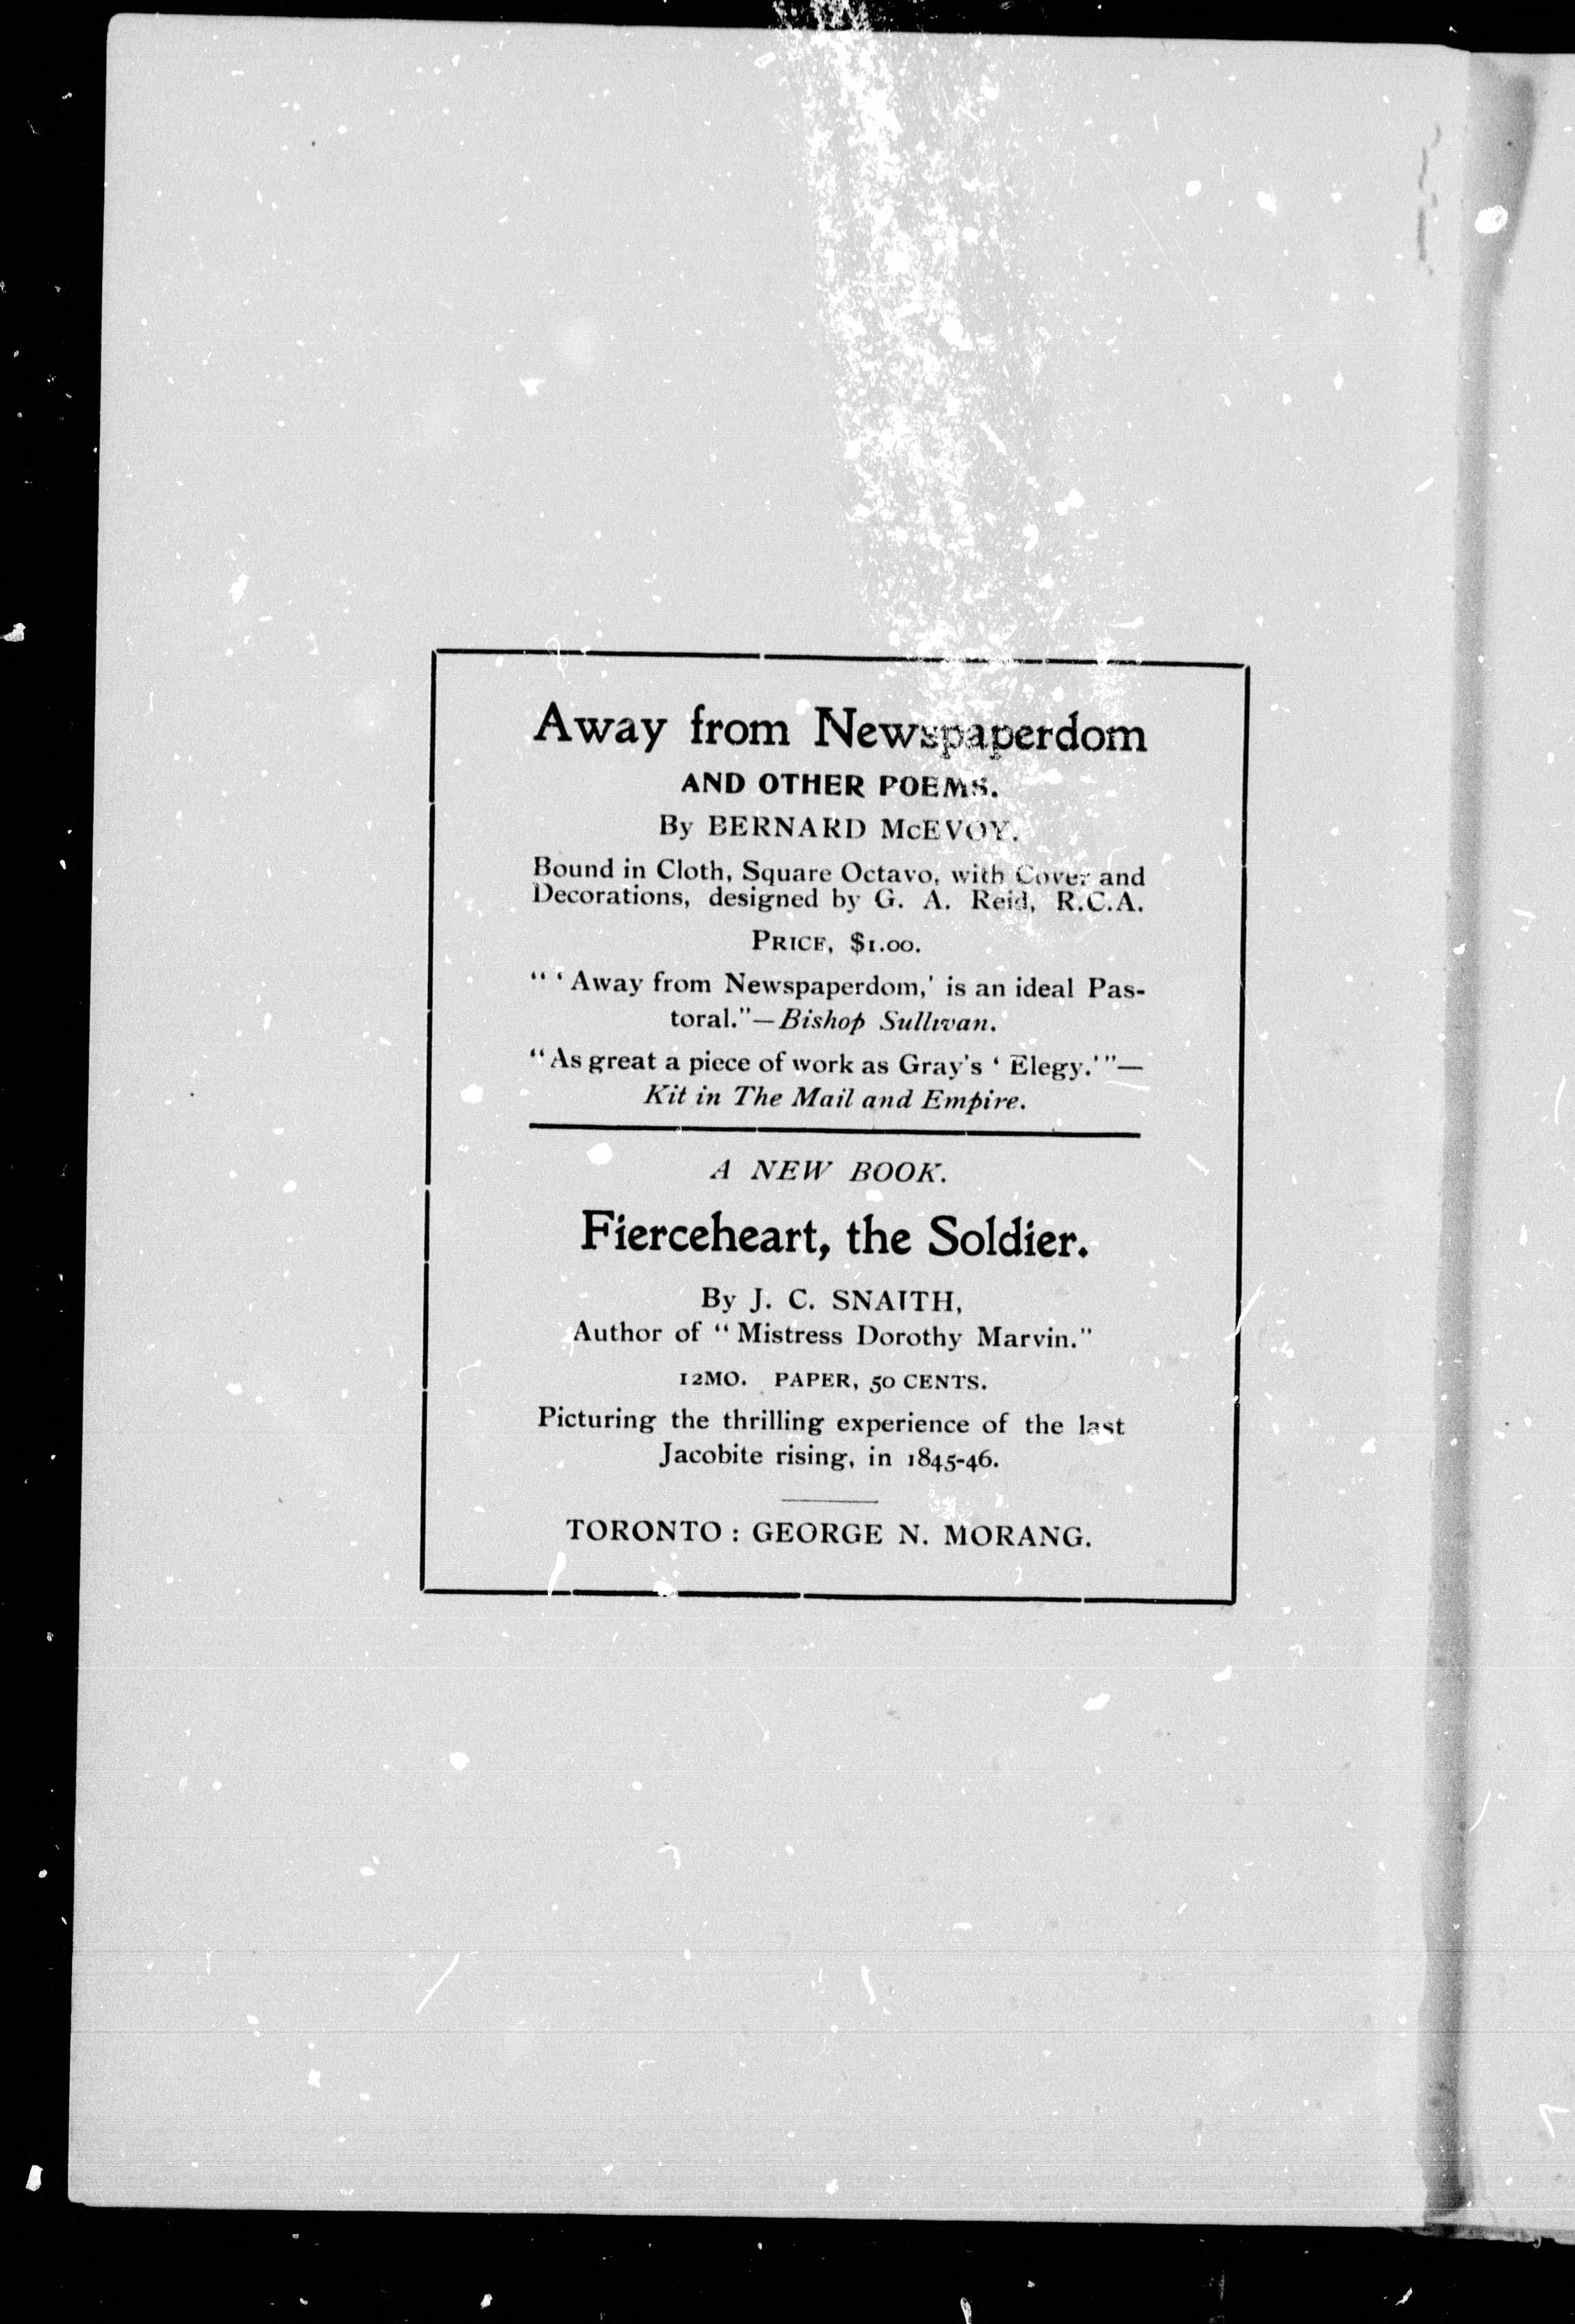 Away from Newspaperdom
AND OTHER POEMS.
By BERNARD McEVOY.
Bound in Cloth, Square Octavo, with Cover and
Decorations, designed by G. A. Reid, R.C.A.
PRICE, $1.00.
" ' Away from Newspaperdom,' is an ideal Pas-
toral."—Bishop Sullivan.
"As great a piece of work as Gray's ' Elegy.' "—
Kit in The Mail and Empire.
A NEW BOOK.
Fierceheart, the Soldier.
By J. C. SNAITH,
Author of " Mistress Dorothy Marvin."
12MO. PAPER, 50 CENTS.
Picturing the thrilling experience of the last
Jacobite rising, in 1845-46.
TORONTO : GEORGE N. MORANG.